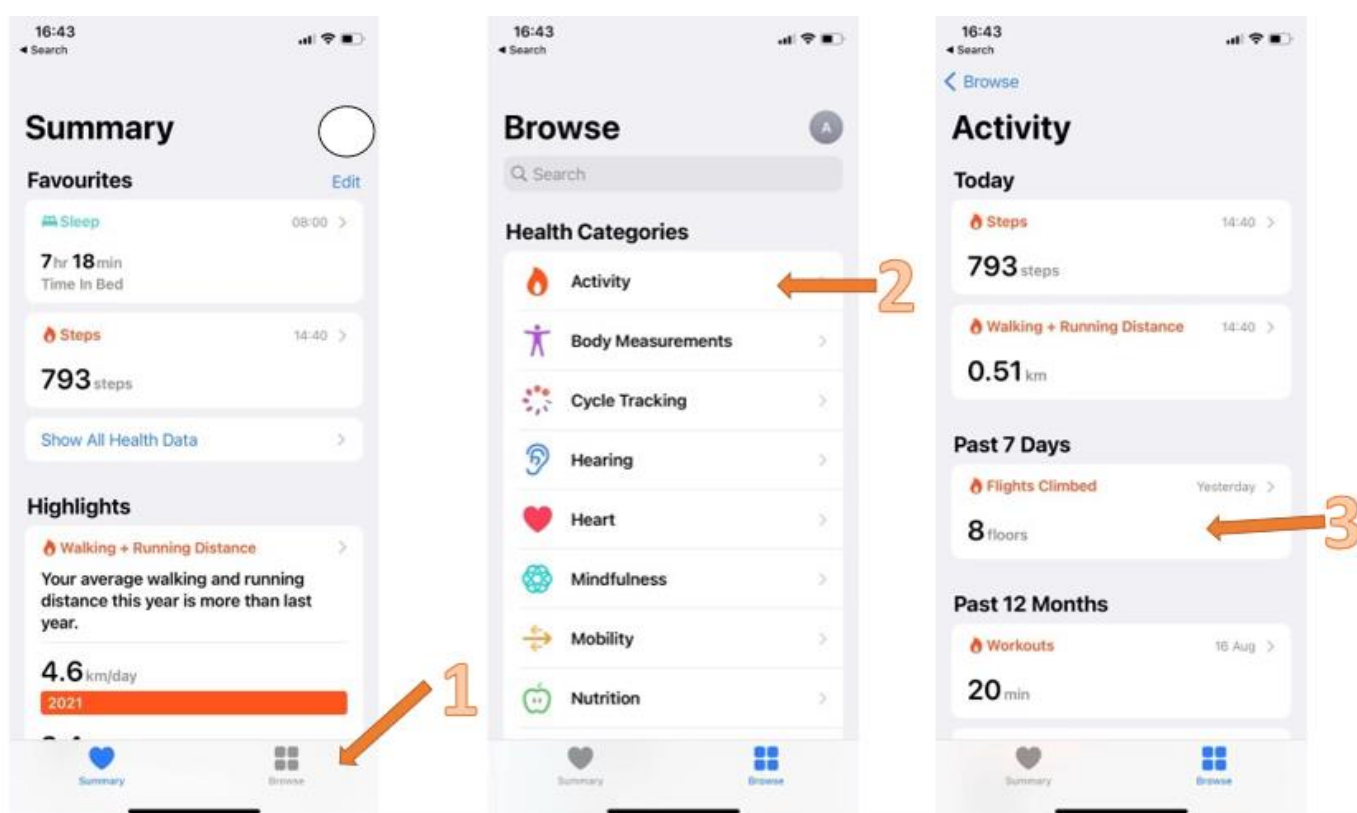 16:43
Search
Summary
Favourites
Edit
Sleep
08:00
7 hr 18 min
Time In Bed
Steps
14:40
793 steps
Show All Health Data
Highlights
Walking + Running Distance
Your average walking and running
distance this year is more than last
year.
4.6 km/day
2021
Summary
Browse
1
16:43
Search
Browse
A
Search
Health Categories
Activity
Body Measurements
Cycle Tracking
Hearing
Heart
Mindfulness
Mobility
Nutrition
Summary
Browse
2
16:43
Search
Browse
Activity
Today
Steps
14:40
793 steps
Walking + Running Distance
14:40
0.51 km
Past 7 Days
Flights Climbed
Yesterday
8 floors
Past 12 Months
Workouts
16 Aug
20 min
Summary
Browse
3